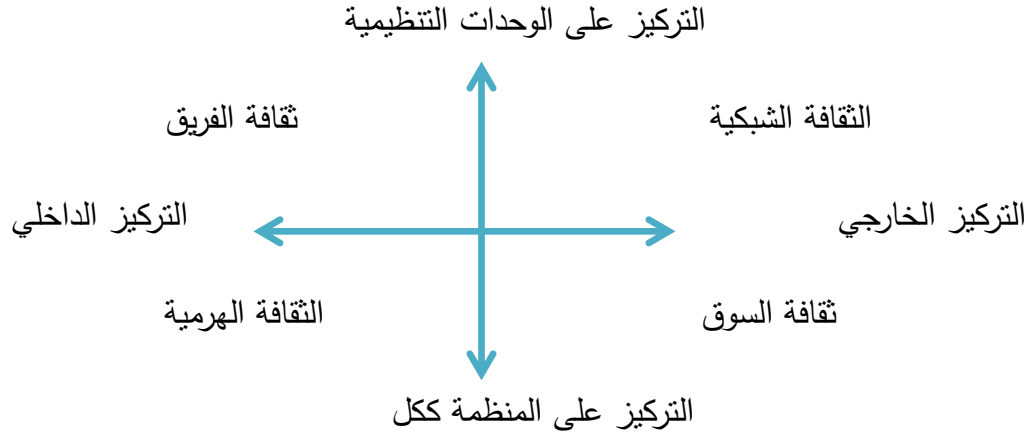 التركيز على الوحدات التنظيمية
الثقافة الشبكية
ثقافة الفريق
التركيز الخارجي
التركيز الداخلي
ثقافة السوق
الثقافة الهرمية
التركيز على المنظمة ككل